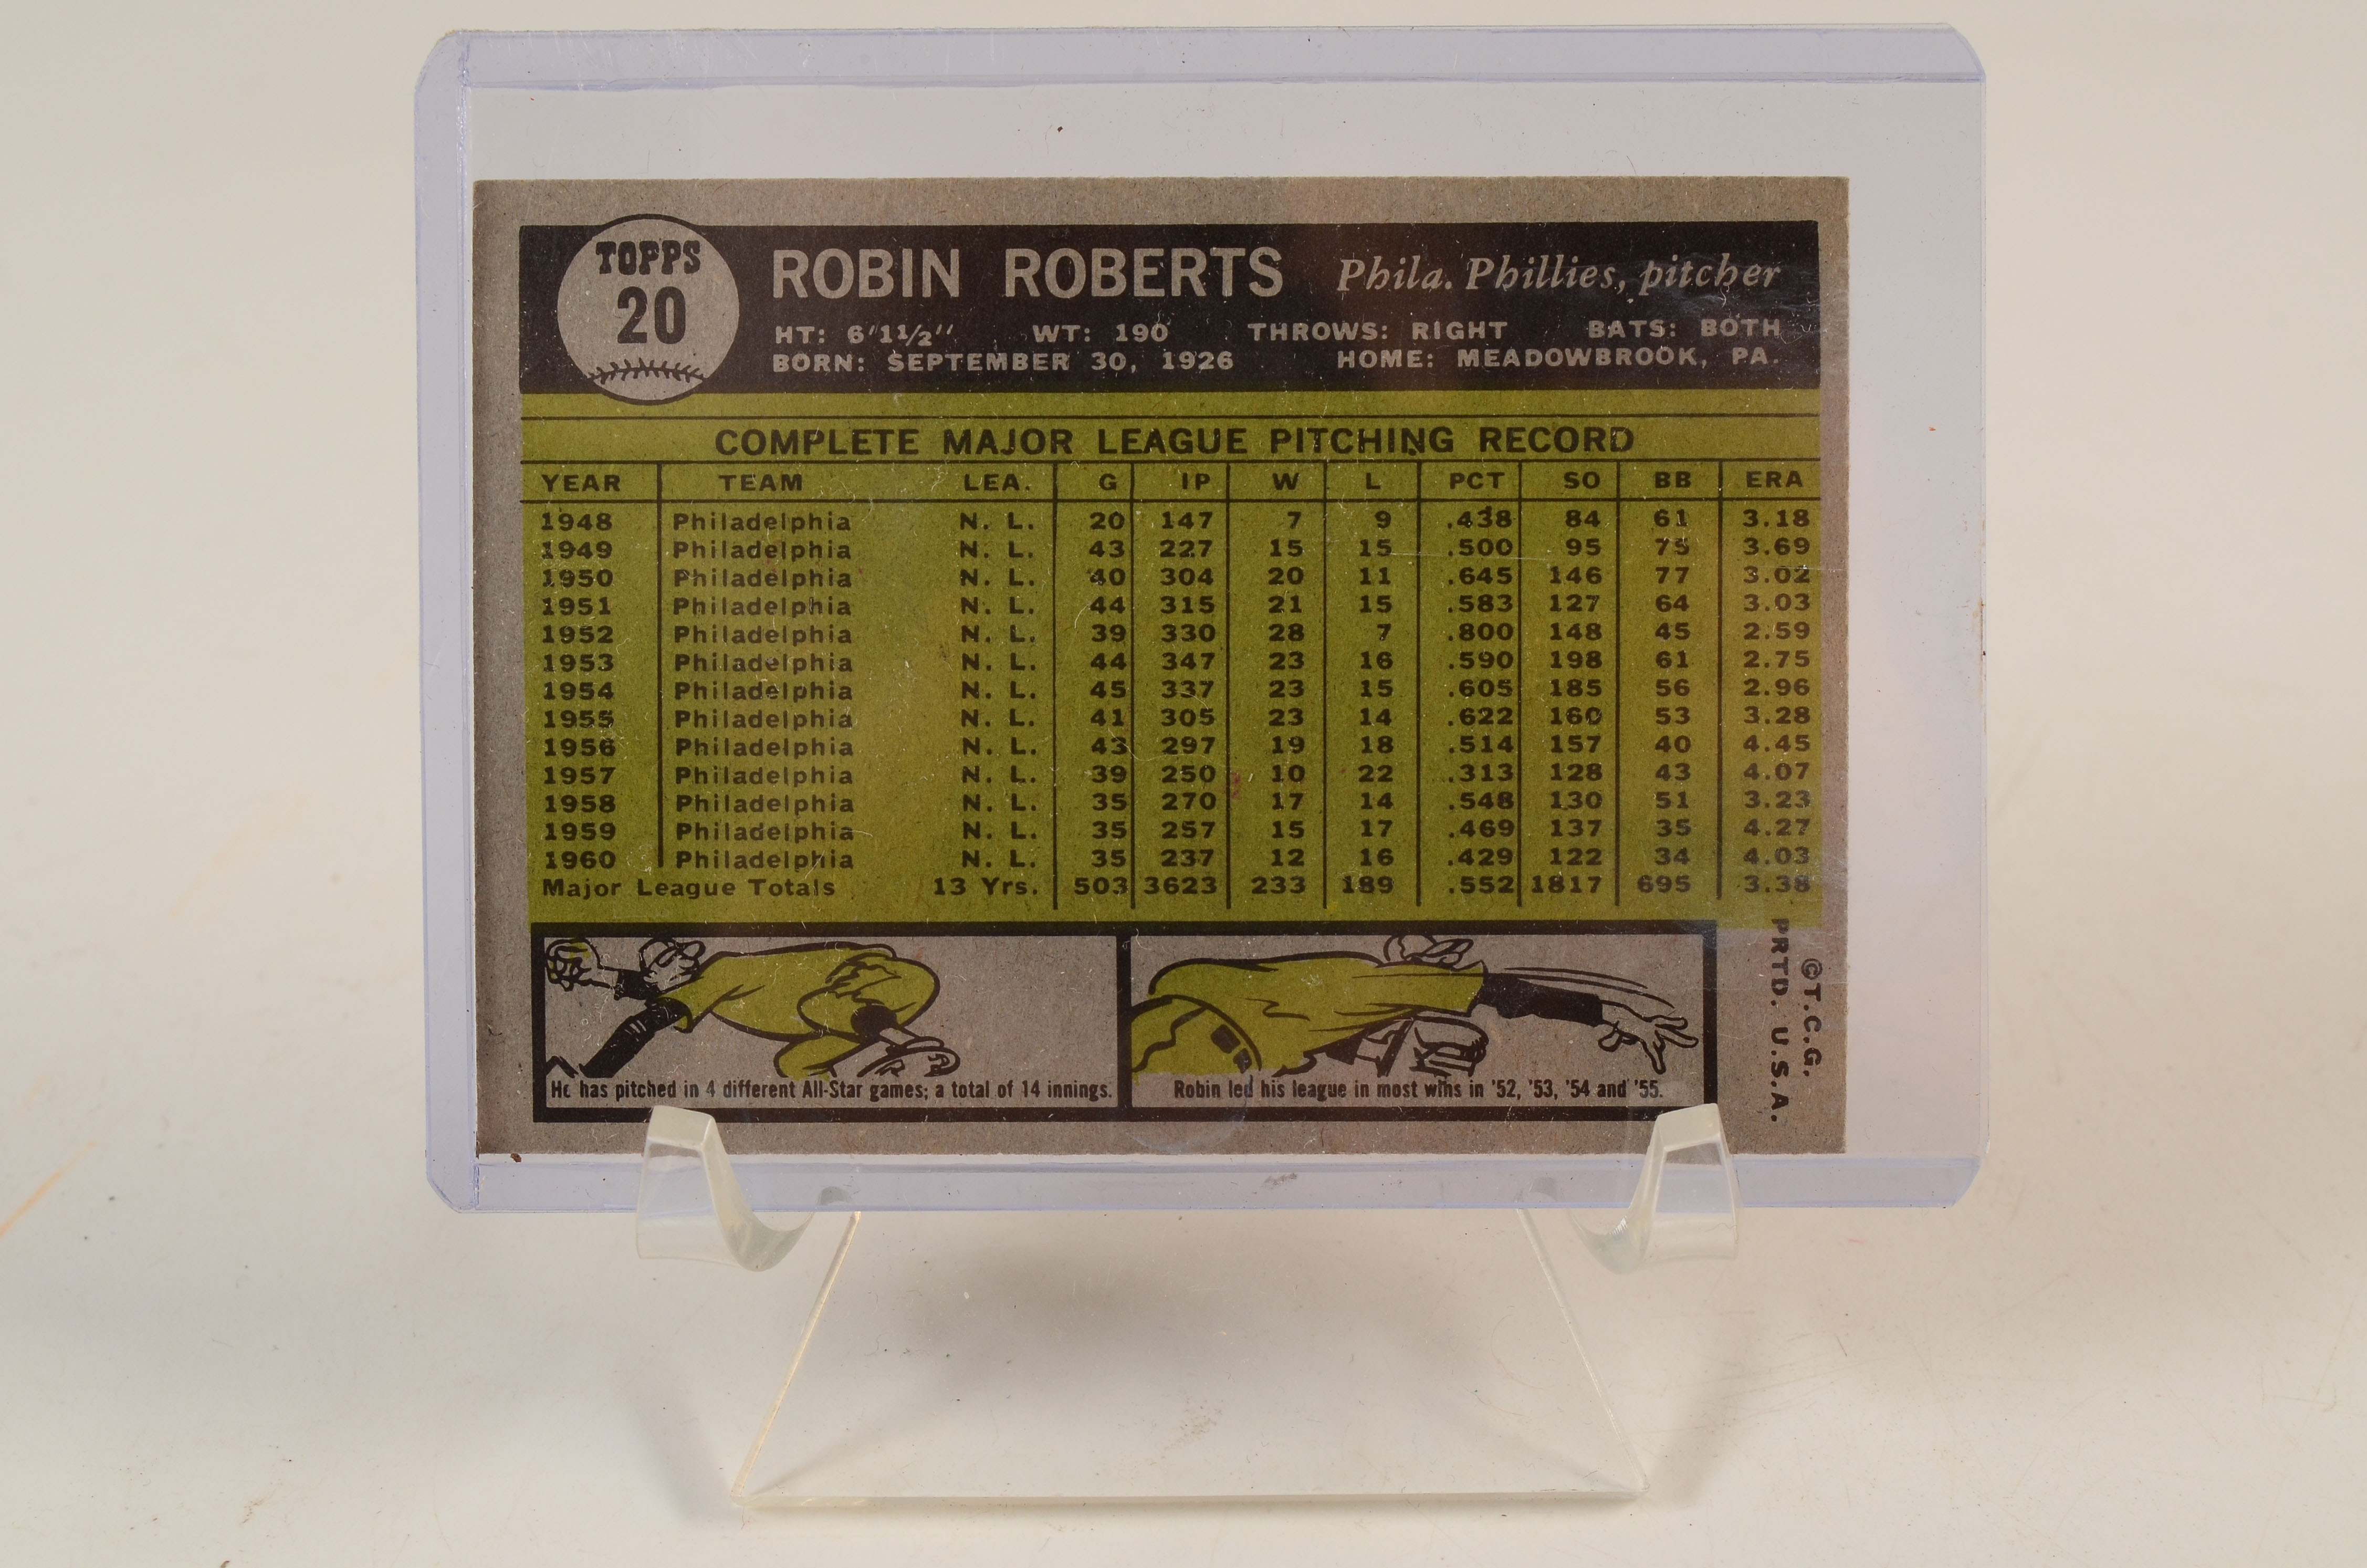 TOPPS
20
ROBIN ROBERTS Phila. Phillies, pitcher
HT: 6'1½" WT: 190 THROWS: RIGHT BATS: BOTH
BORN: SEPTEMBER 30, 1926 HOME: MEADOWBROOK, PA.
COMPLETE MAJOR LEAGUE PITCHING RECORD
YEAR TEAM LEA. G IP W L PCT SO BB ERA
1948 Philadelphia N. L. 20 147 7 9 .438 84 61 3.18
1949 Philadelphia N. L. 43 227 15 15 .500 95 75 3.69
1950 Philadelphia N. L. 40 304 20 11 .645 146 77 3.02
1951 Philadelphia N. L. 44 315 21 15 .583 127 64 3.03
1952 Philadelphia N. L. 39 330 28 7 .800 148 45 2.59
1953 Philadelphia N. L. 44 347 23 16 .590 198 61 2.75
1954 Philadelphia N. L. 45 337 23 15 .605 185 56 2.96
1955 Philadelphia N. L. 41 305 23 14 .622 160 53 3.28
1956 Philadelphia N. L. 43 297 19 18 .514 157 40 4.45
1957 Philadelphia N. L. 39 250 10 22 .313 128 43 4.07
1958 Philadelphia N. L. 35 270 17 14 .548 130 51 3.23
1959 Philadelphia N. L. 35 257 15 17 .469 137 35 4.27
1960 Philadelphia N. L. 35 237 12 16 .429 122 34 4.03
Major League Totals 13 Yrs. 503 3623 233 189 .552 1817 695 3.38
He has pitched in 4 different All-Star games; a total of 14 innings.
Robin led his league in most wins in '52, '53, '54 and '55.
©T.C.G.
PRTD. U.S.A.